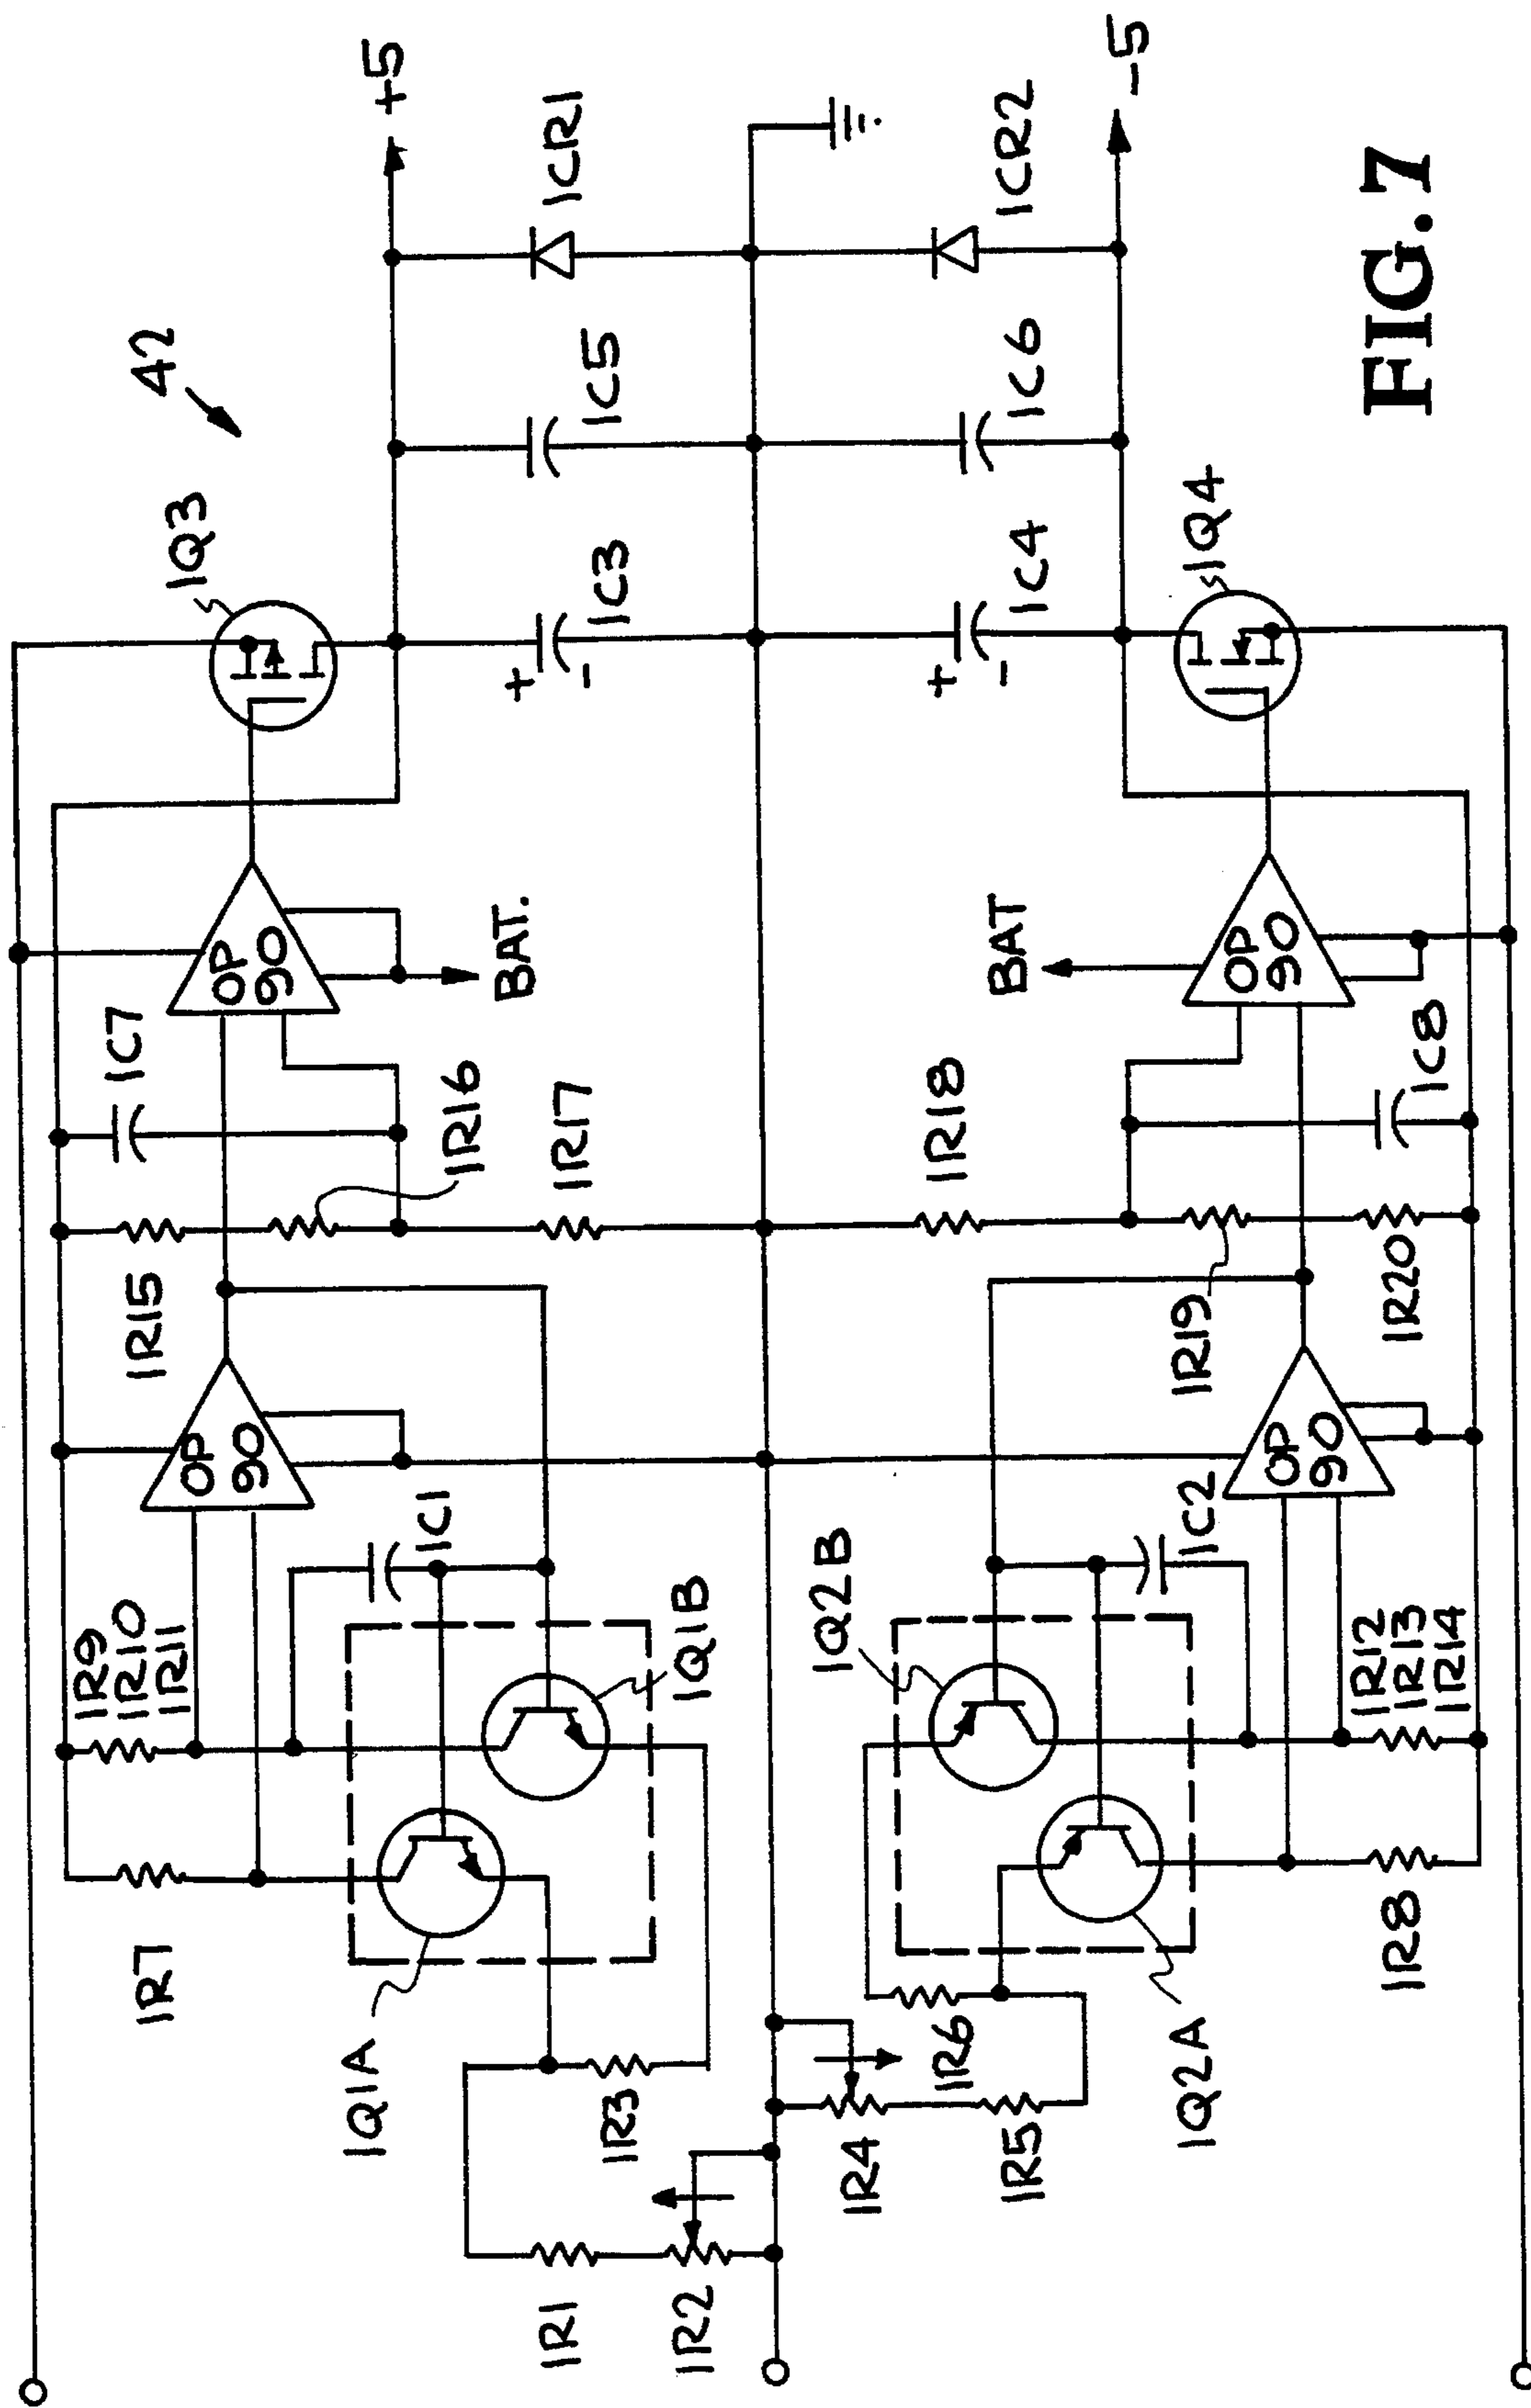 42
+5
1Q3
1C7
OP
90
BAT.
1C5
1CR1
1C3
1R16
1R17
1R15
OP
90
1R9
1R10
1R11
1C1
1R7
1Q1B
1Q1A
1R3
1R1
1R2
1R4
1R5
1R6
1Q2B
1Q2A
1C2
OP
90
1R12
1R13
1R14
1R8
1R18
1R19
1R20
1C8
BAT
OP
90
1C4
1C6
1CR2
1Q4
-5
+
-
+
-
FIG. 7